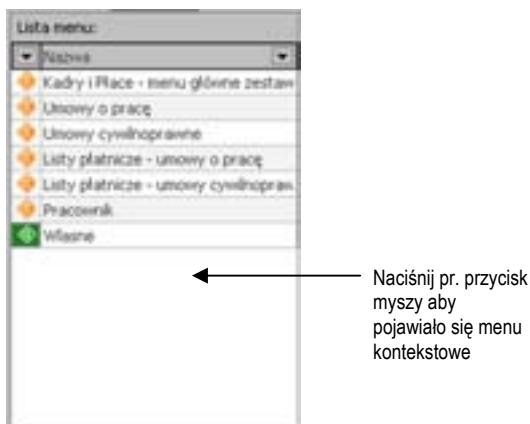 Lista menu:
Nazwa
Kadry i Płace - menu główne zestaw
Umowy o pracę
Umowy cywilnoprawne
Listy płatnicze - umowy o pracę
Listy płatnicze - umowy cywilnopraw.
Pracownik
Własne
Naciśnij pr. przycisk
myszy aby
pojawiało się menu
kontekstowe